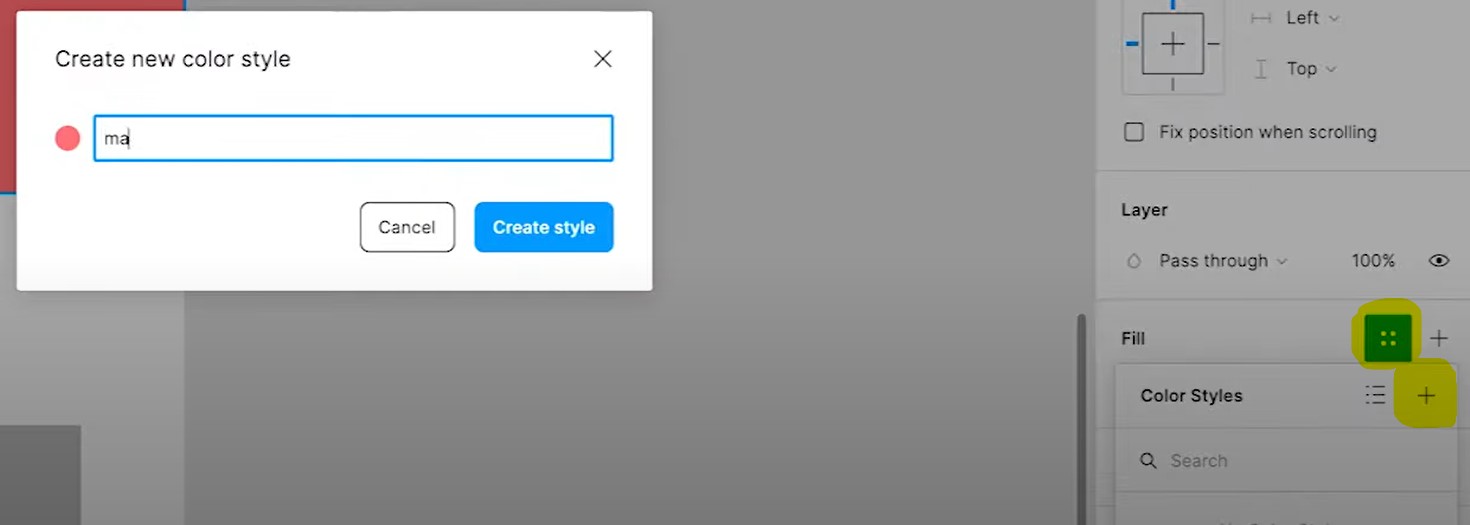 Create new color style
ma
Cancel
Create style
Left
Top
Fix position when scrolling
Layer
Pass through
100%
Fill
Color Styles
Search